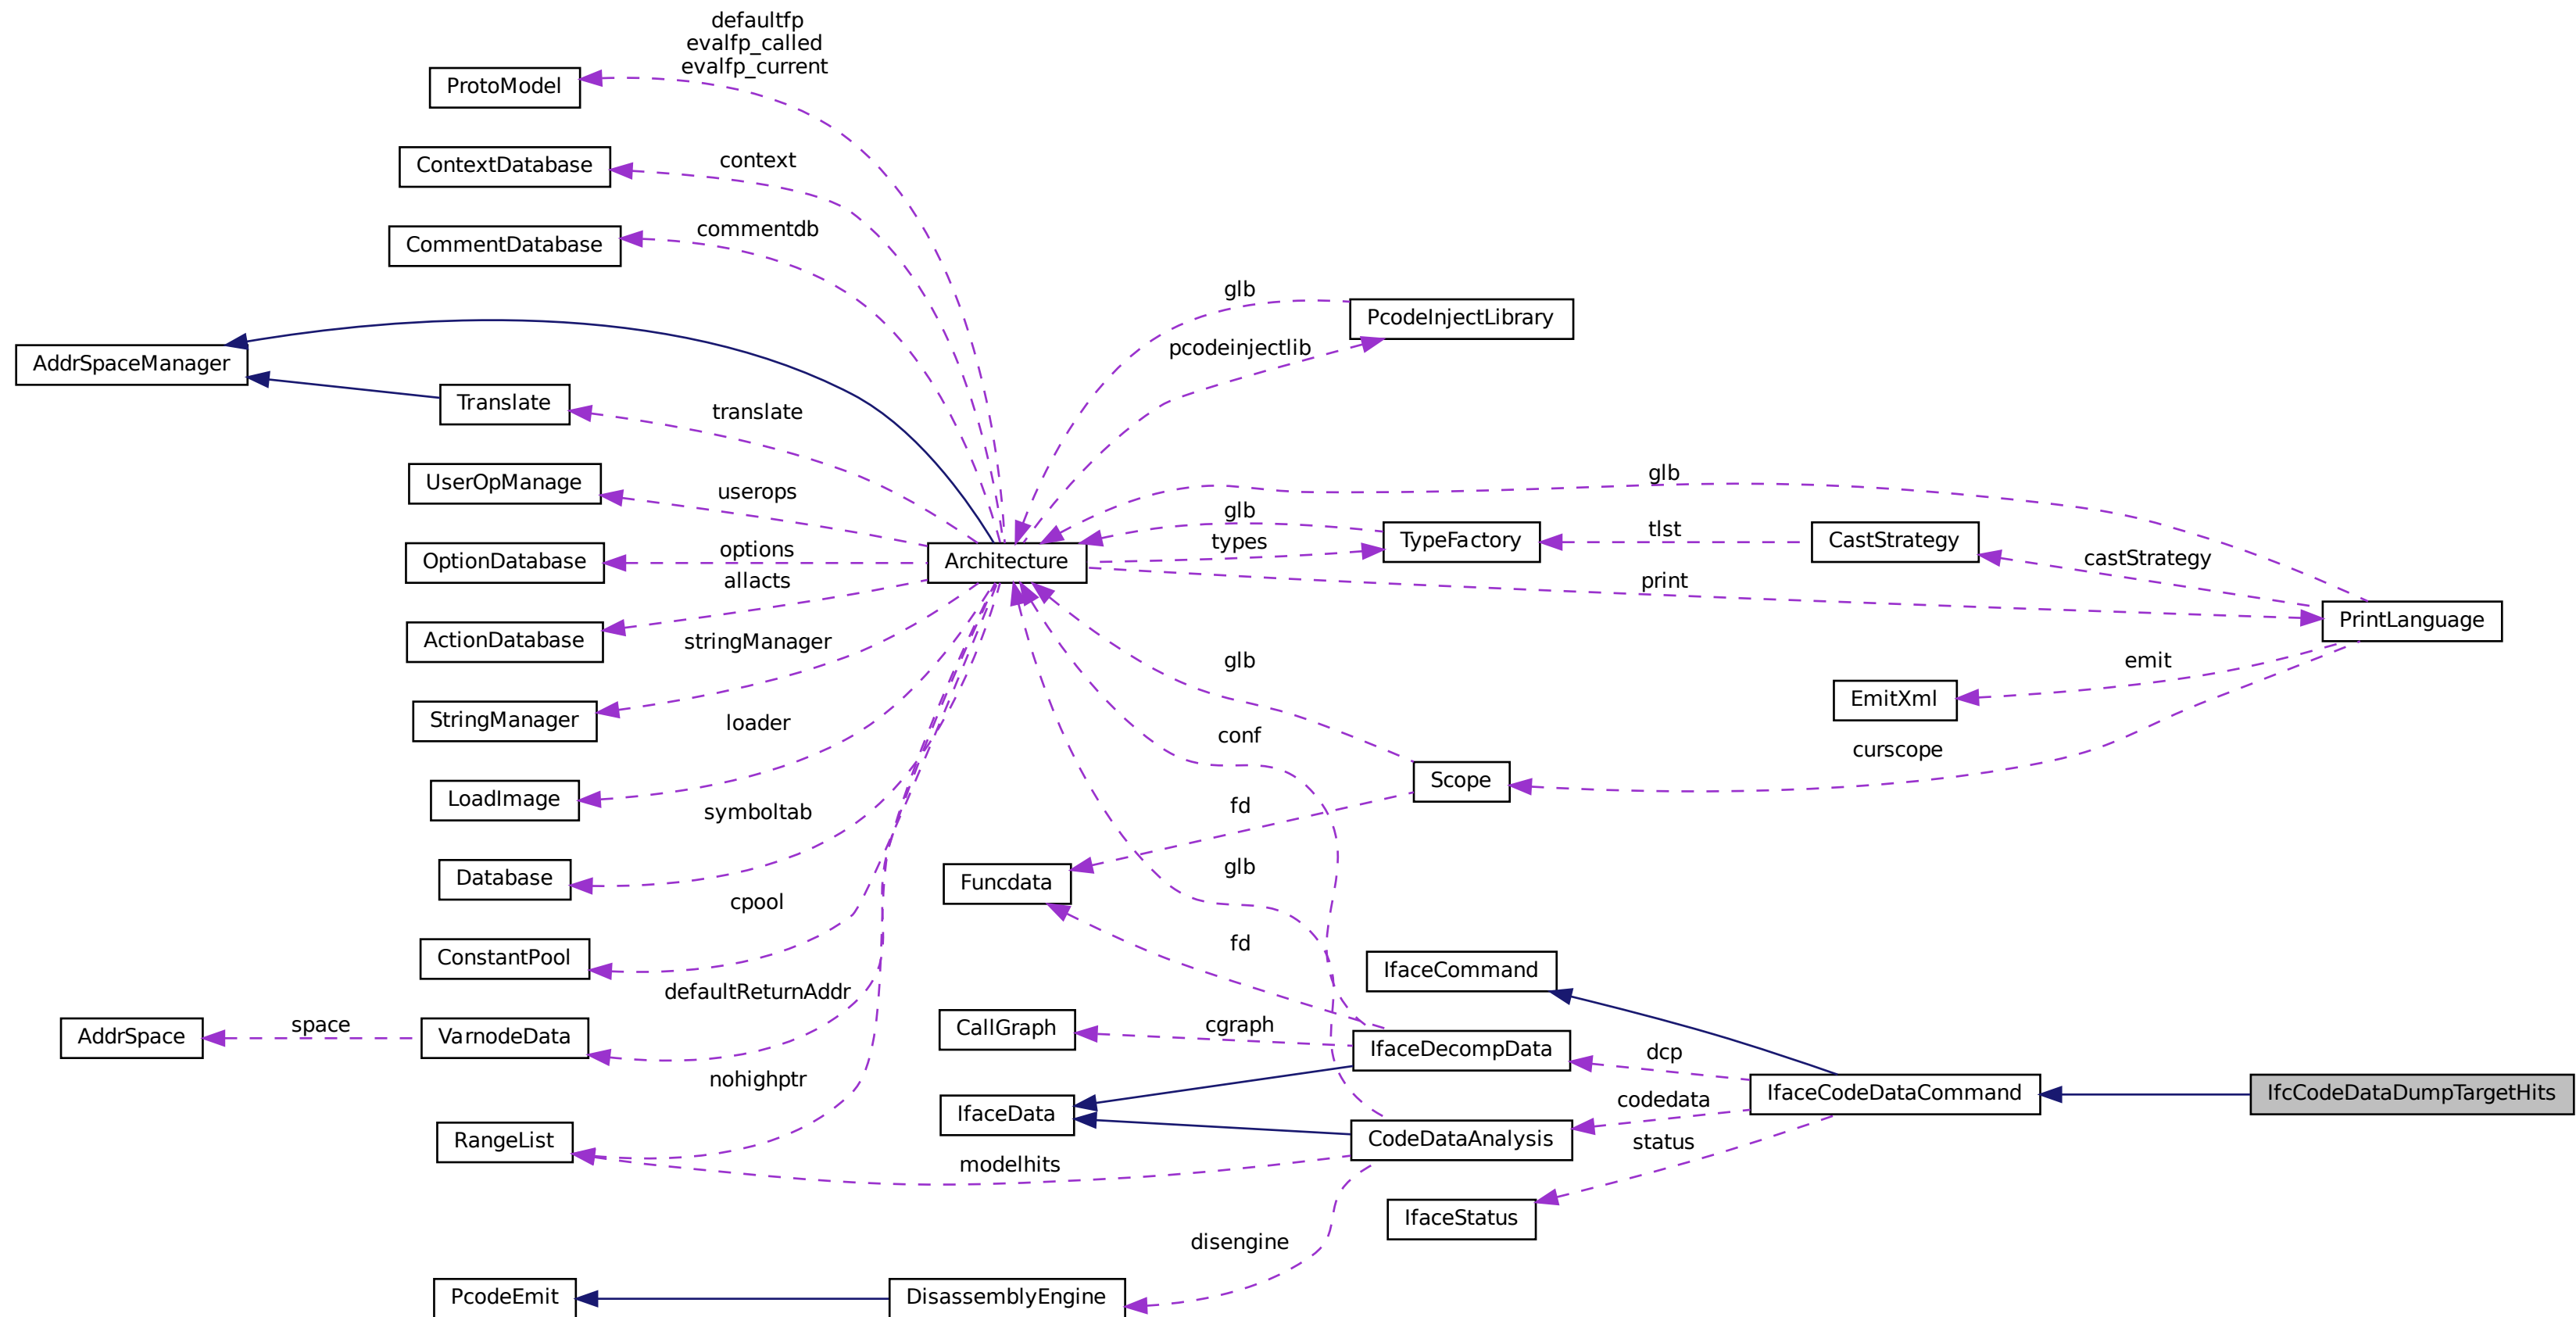 defaultfp
evalfp_called
evalfp_current
ProtoModel
context
ContextDatabase
commentdb
CommentDatabase
glb
PcodeInjectLibrary
pcodeinjectlib
AddrSpaceManager
Translate
translate
glb
UserOpManage
userops
glb
TypeFactory
tlst
CastStrategy
types
castStrategy
OptionDatabase
options
Architecture
allacts
print
PrintLanguage
ActionDatabase
stringManager
glb
emit
EmitXml
StringManager
loader
conf
curscope
Scope
LoadImage
symboltab
fd
Database
glb
Funcdata
cpool
fd
ConstantPool
IfaceCommand
defaultReturnAddr
AddrSpace
space
VarnodeData
CallGraph
cgraph
IfaceDecompData
dcp
nohighptr
IfaceCodeDataCommand
IfcCodeDataDumpTargetHits
codedata
IfaceData
RangeList
CodeDataAnalysis
status
modelhits
IfaceStatus
disengine
PcodeEmit
DisassemblyEngine